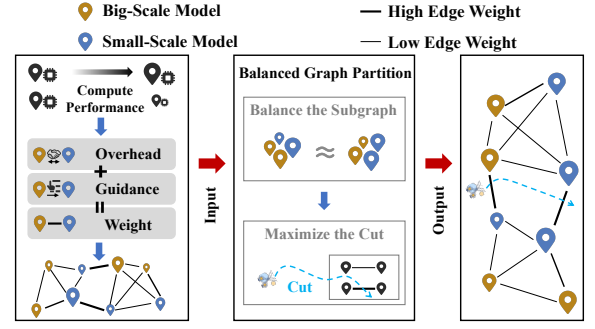 Big-Scale Model
High Edge Weight
Small-Scale Model
Low Edge Weight
Compute
Performance
Overhead
+
Guidance
=
Weight
Input
Balanced Graph Partition
Balance the Subgraph
≈
Maximize the Cut
Cut
Output